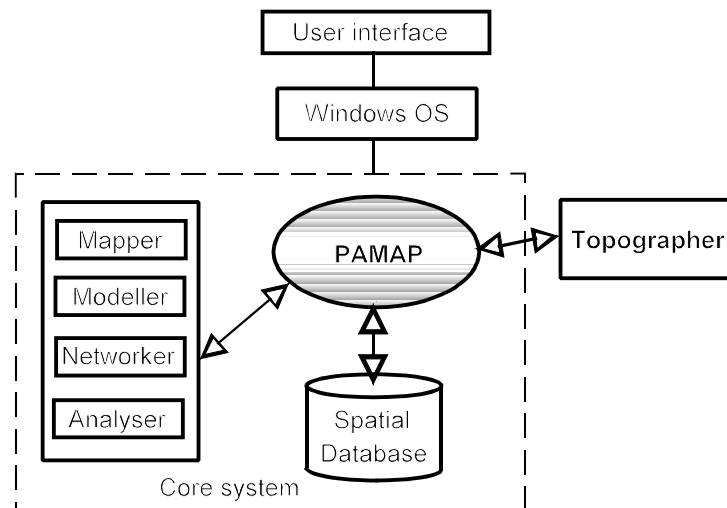 User interface
Windows OS
PAMAP
Topographer
Mapper
Modeller
Networker
Analyser
Spatial
Database
Core system